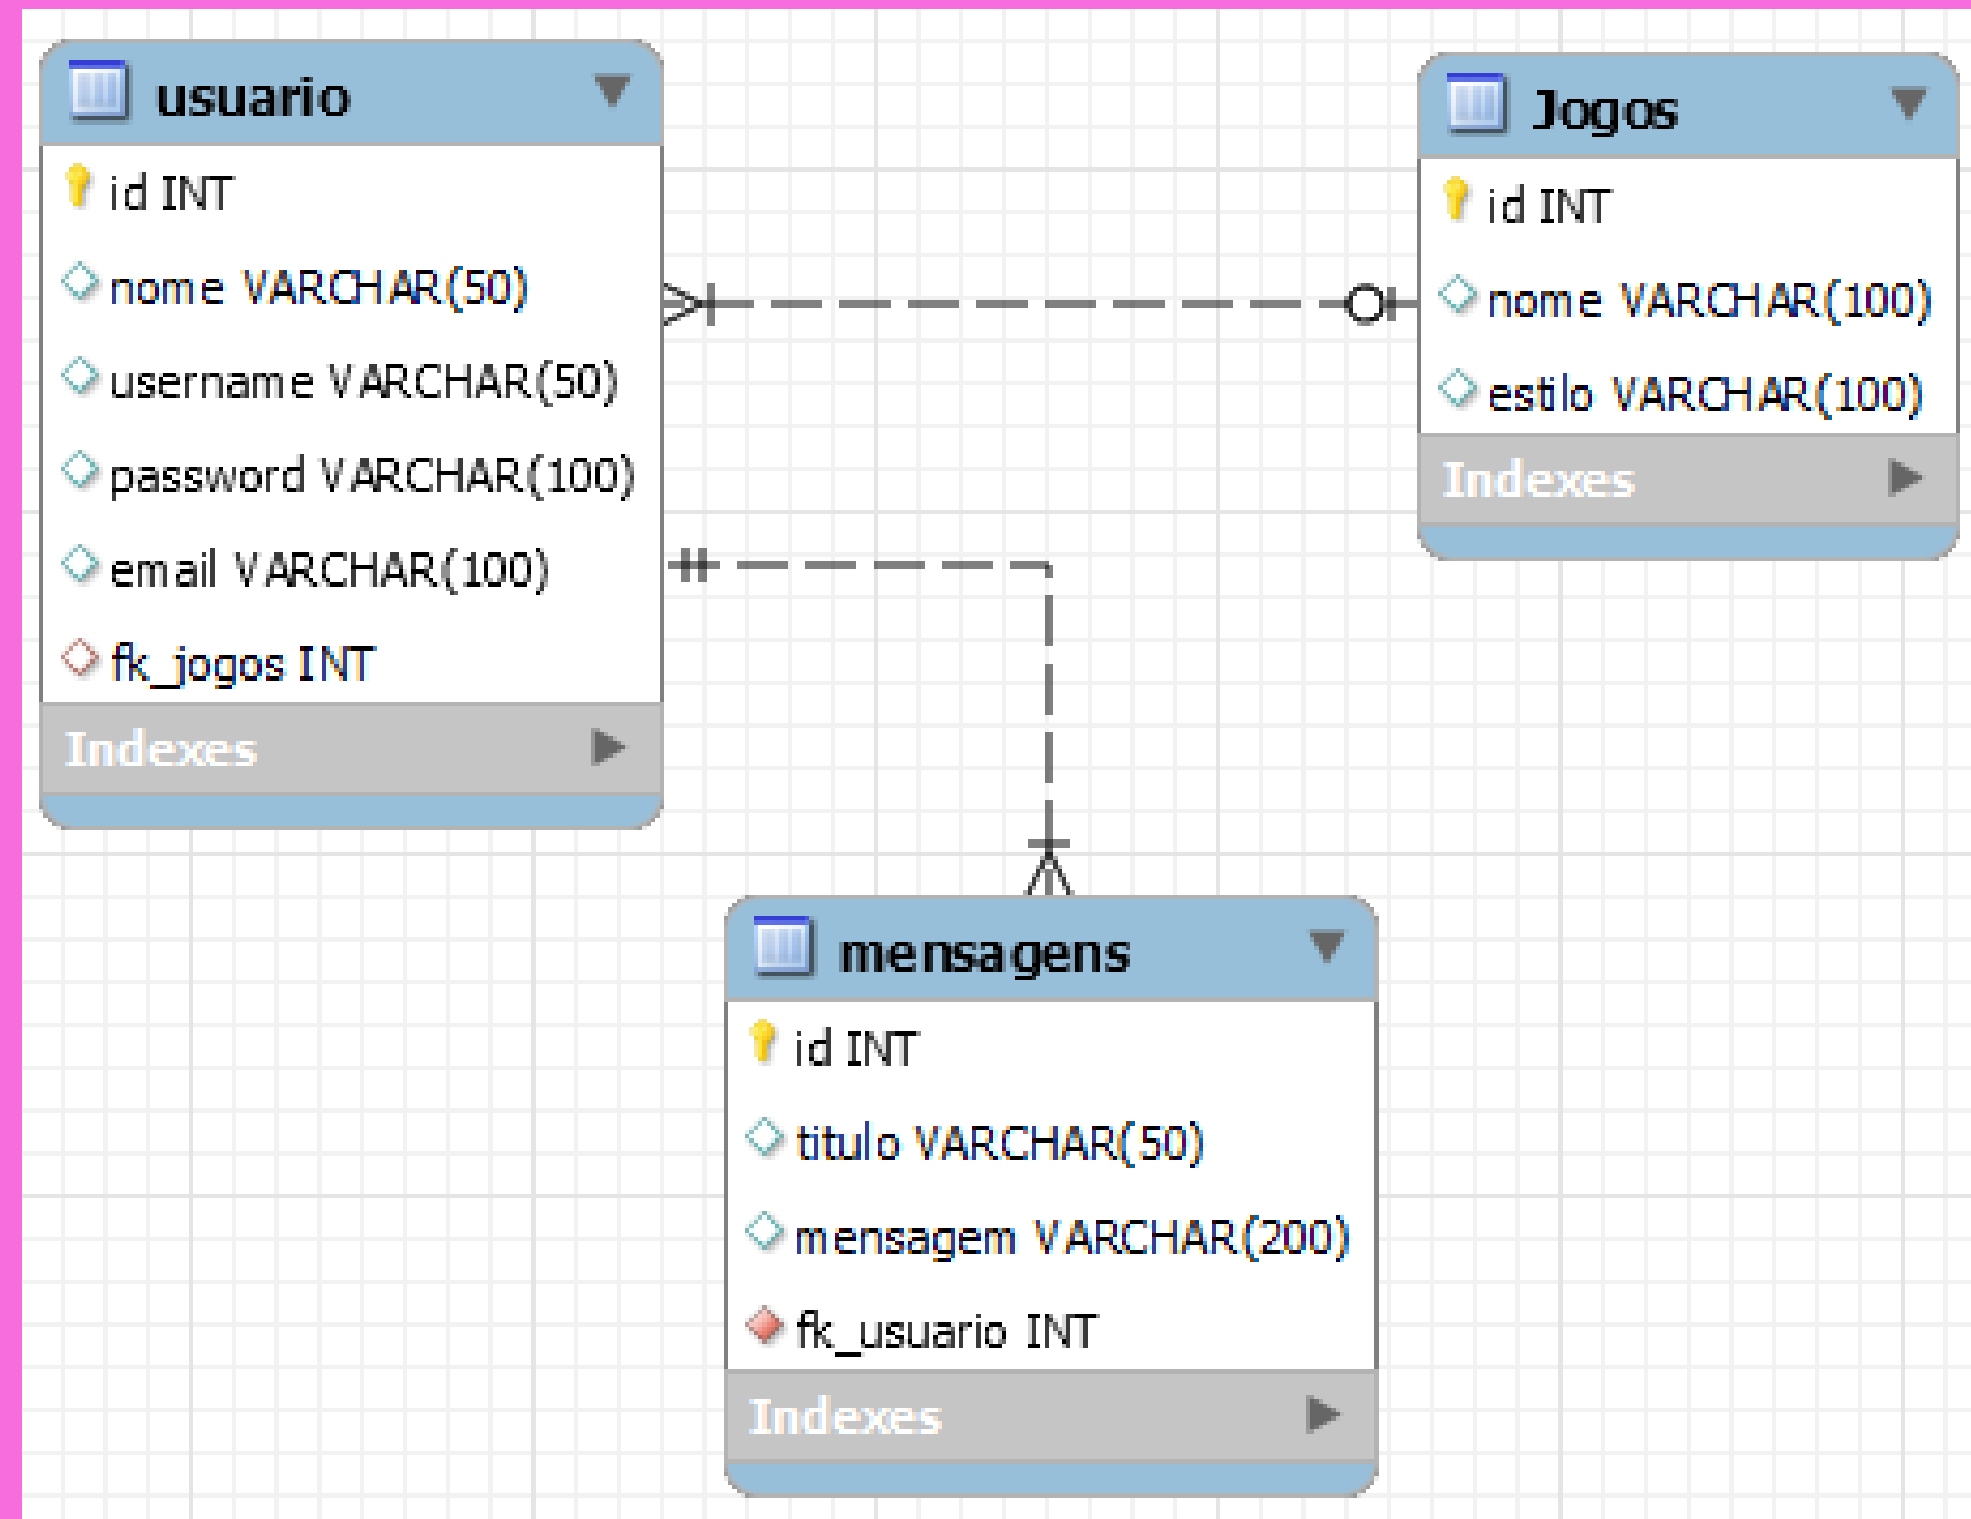 usuario
id INT
nome VARCHAR(50)
username VARCHAR(50)
password VARCHAR(100)
email VARCHAR(100)
fk_jogos INT
Indexes
Jogos
id INT
nome VARCHAR(100)
estilo VARCHAR(100)
Indexes
mensagens
id INT
titulo VARCHAR(50)
mensagem VARCHAR(200)
fk_usuario INT
Indexes